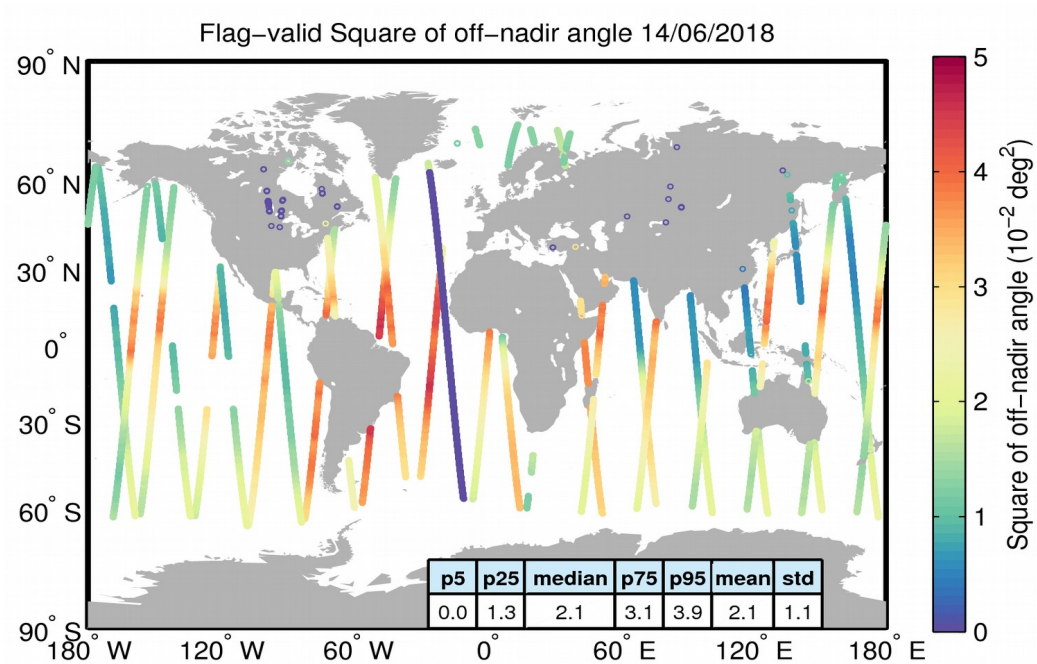 Flag−valid Square of off−nadir angle 14/06/2018
90° N
60° N
30° N
0°
30° S
60° S
90° S
180° W
120° W
60° W
0°
60° E
120° E
180° E
5
4
3
2
1
0
Square of off−nadir angle (10⁻² deg²)
p5 p25 median p75 p95 mean std
0.0 1.3 2.1 3.1 3.9 2.1 1.1